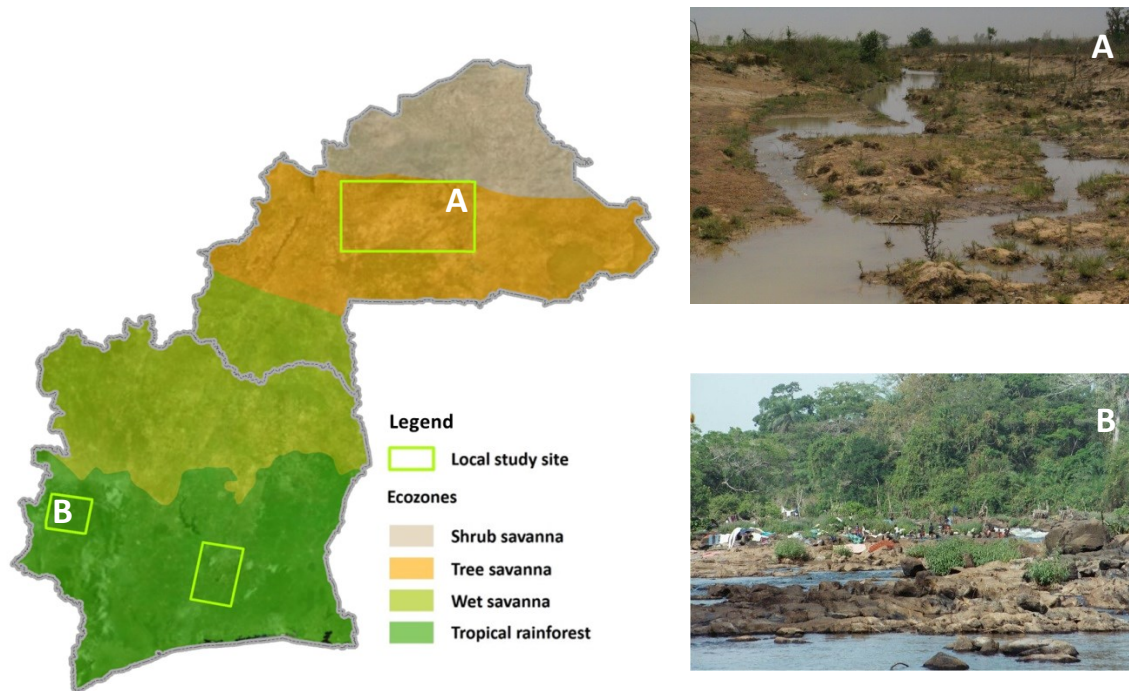 A
B
Legend
Local study site
Ecozones
Shrub savanna
Tree savanna
Wet savanna
Tropical rainforest
A
B